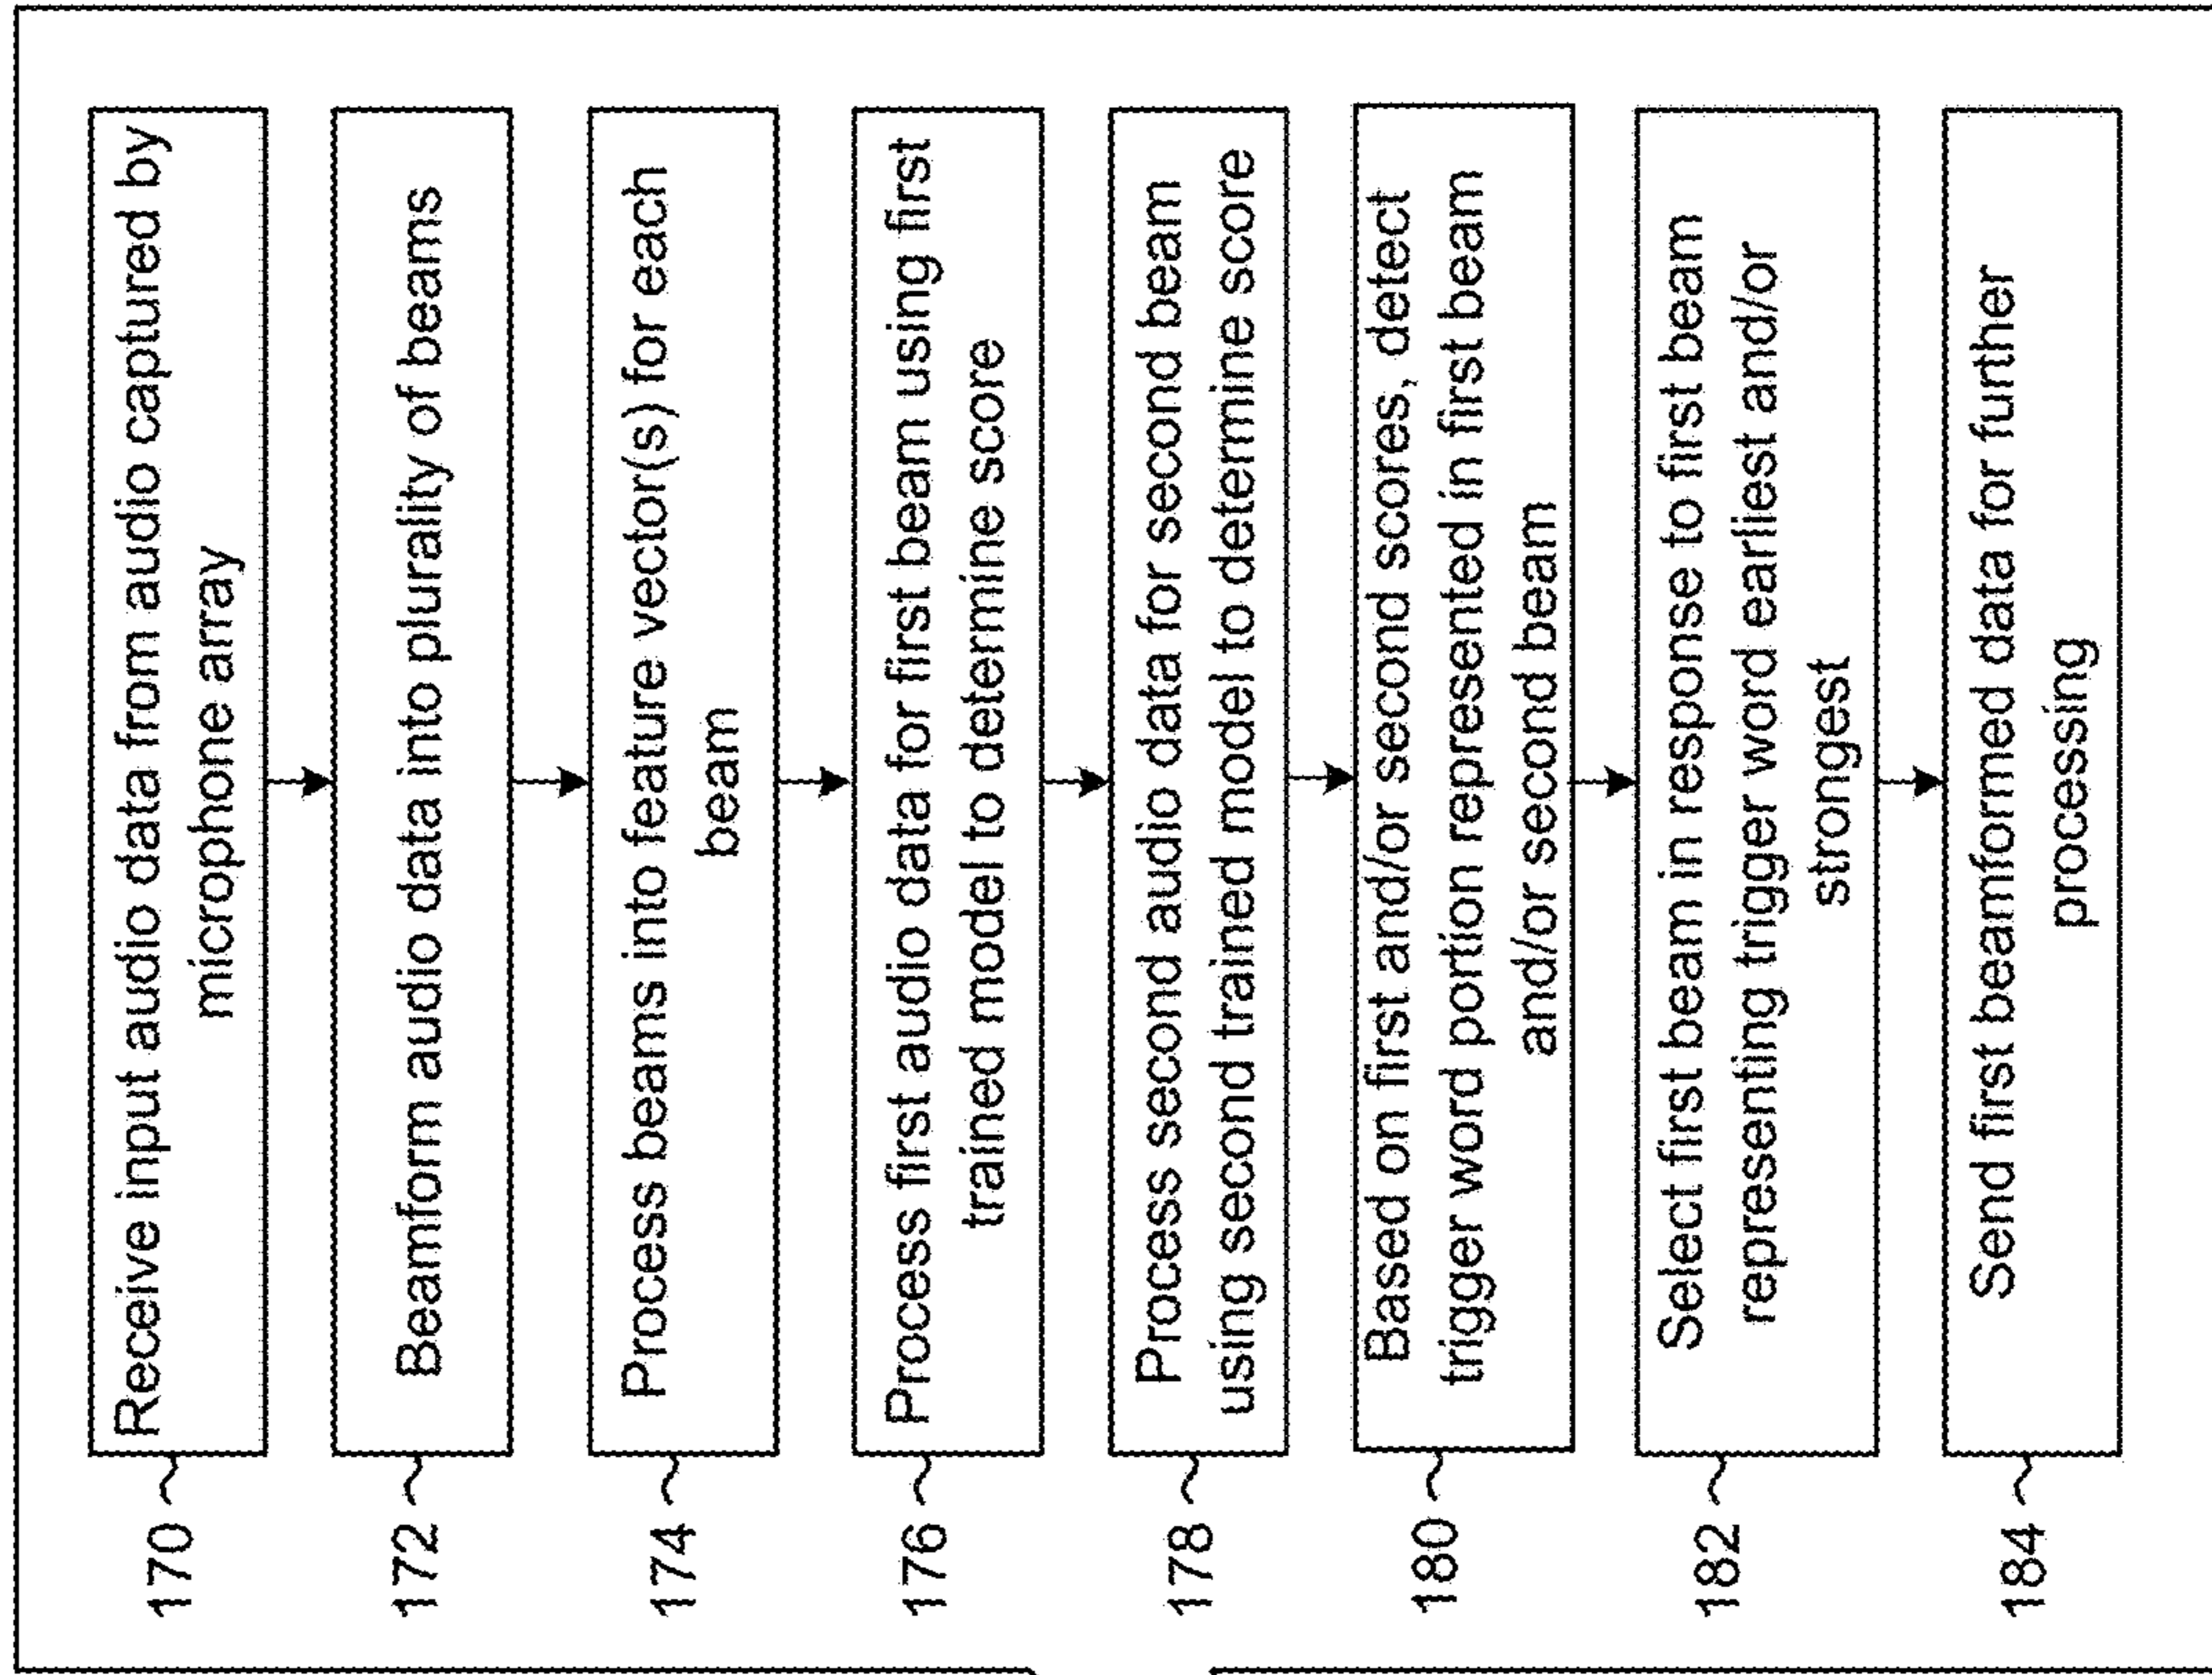 170
Receive input audio data from audio captured by
microphone array
172
Beamform audio data into plurality of beams
174
Process beams into feature vector(s) for each
beam
176
Process first audio data for first beam using first
trained model to determine score
178
Process second audio data for second beam
using second trained model to determine score
180
Based on first and/or second scores, detect
trigger word portion represented in first beam
and/or second beam
182
Select first beam in response to first beam
representing trigger word earliest and/or
strongest
184
Send first beamformed data for further
processing